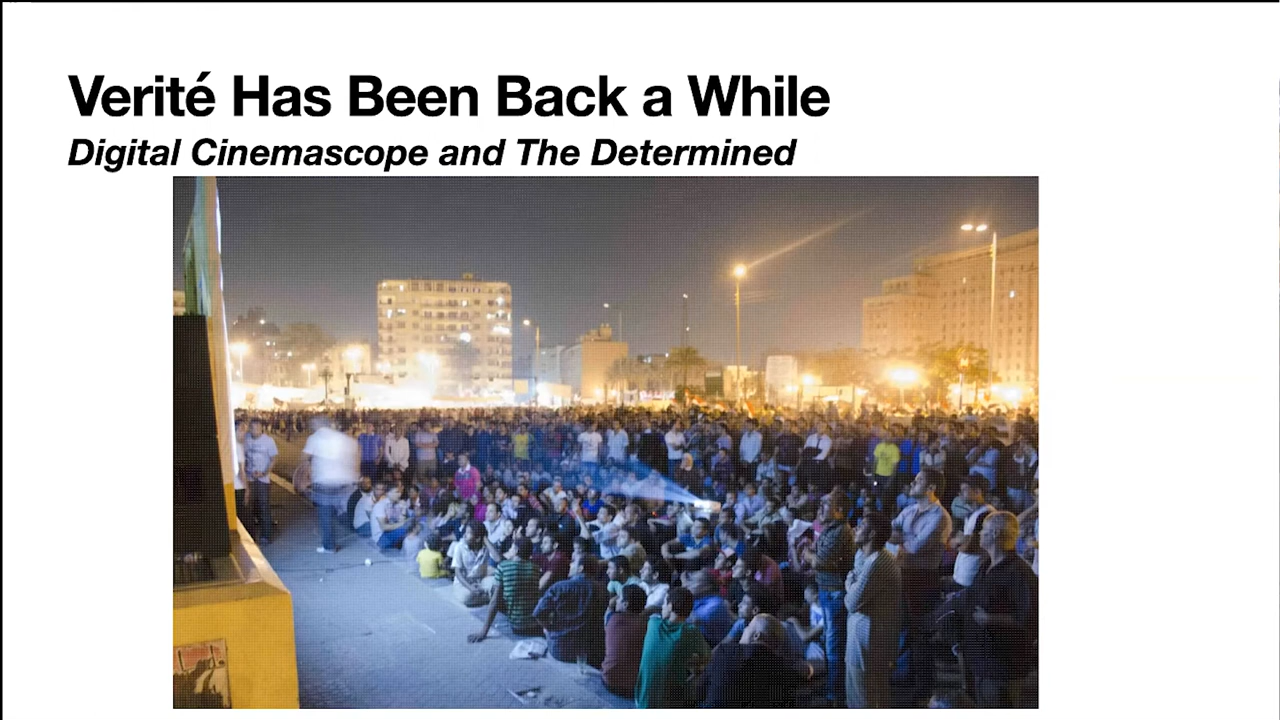 Verité Has Been Back a While
Digital Cinemascope and The Determined